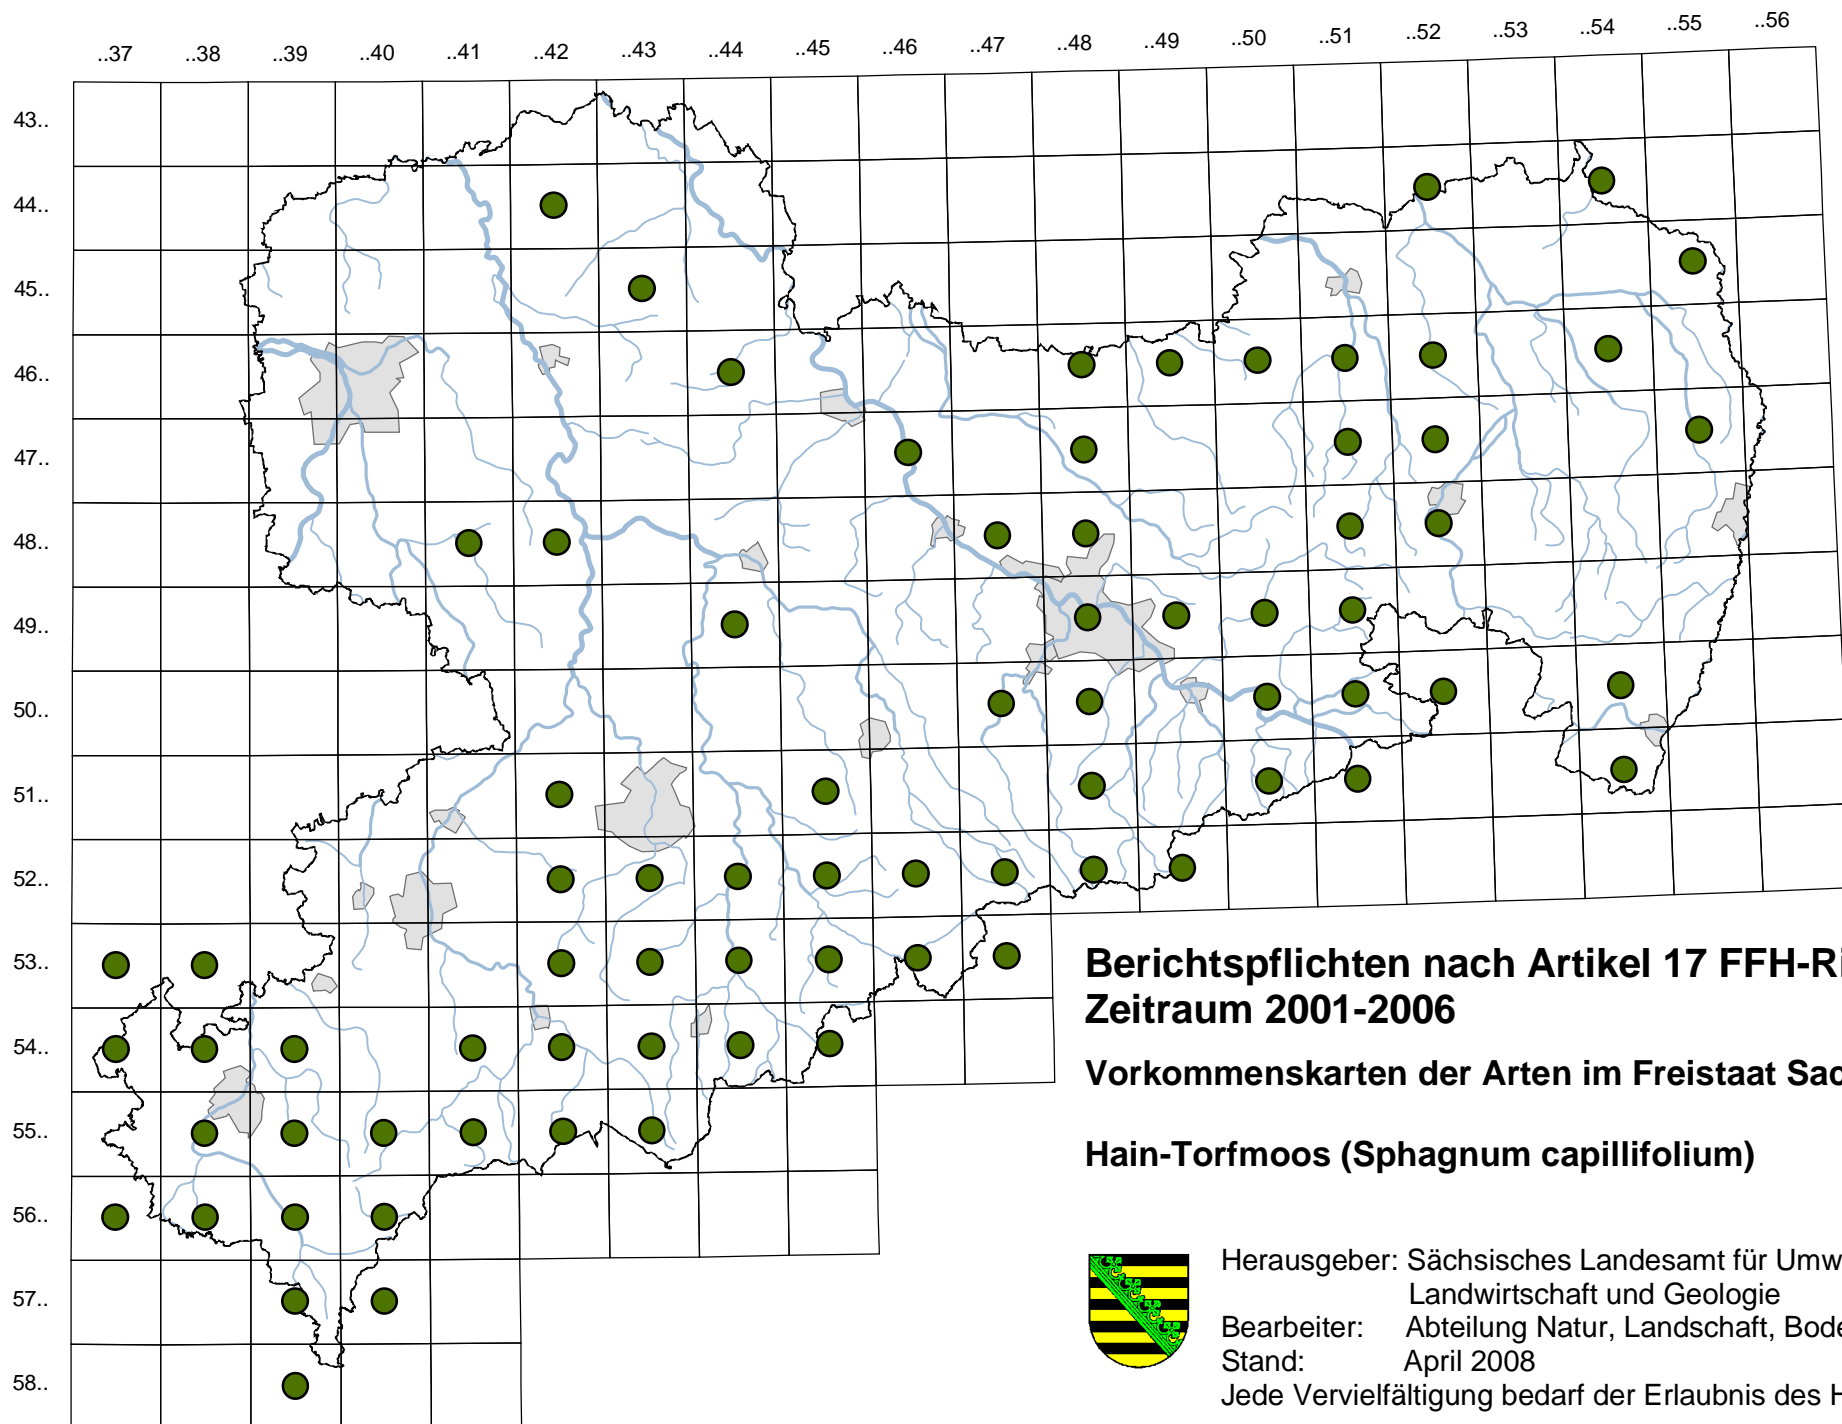 ..37 ..38 ..39 ..40 ..41 ..42 ..43 ..44 ..45 ..46 ..47 ..48 ..49 ..50 ..51 ..52 ..53 ..54 ..55 ..56
43..
44..
45..
46..
47..
48..
49..
50..
51..
52..
53..
54..
55..
56..
57..
58..
Berichtspflichten nach Artikel 17 FFH-Ri
Zeitraum 2001-2006
Vorkommenskarten der Arten im Freistaat Sac
Hain-Torfmoos (Sphagnum capillifolium)
Herausgeber: Sächsisches Landesamt für Umw
Landwirtschaft und Geologie
Bearbeiter: Abteilung Natur, Landschaft, Bode
Stand: April 2008
Jede Vervielfältigung bedarf der Erlaubnis des H